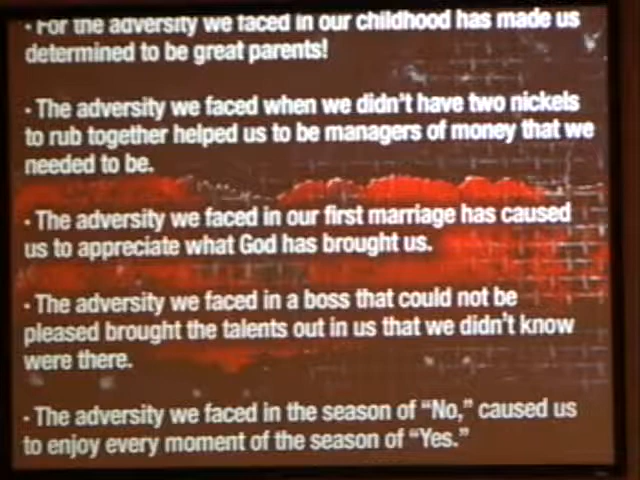 · For the adversity we faced in our childhood has made us
determined to be great parents!
· The adversity we faced when we didn't have two nickels
to rub together helped us to be managers of money that we
needed to be.
· The adversity we faced in our first marriage has caused
us to appreciate what God has brought us.
· The adversity we faced in a boss that could not be
pleased brought the talents out in us that we didn't know
were there.
· The adversity we faced in the season of “No,” caused us
to enjoy every moment of the season of “Yes.”